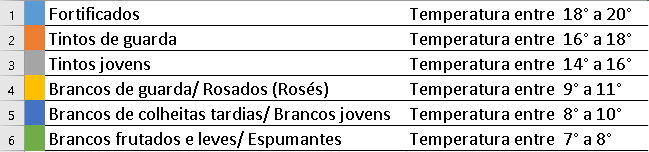 1 Fortificados Temperatura entre 18° a 20°
2 Tintos de guarda Temperatura entre 16° a 18°
3 Tintos jovens Temperatura entre 14° a 16°
4 Brancos de guarda/ Rosados (Rosés) Temperatura entre 9° a 11°
5 Brancos de colheitas tardias/ Brancos jovens Temperatura entre 8° a 10°
6 Brancos frutados e leves/ Espumantes Temperatura entre 7° a 8°